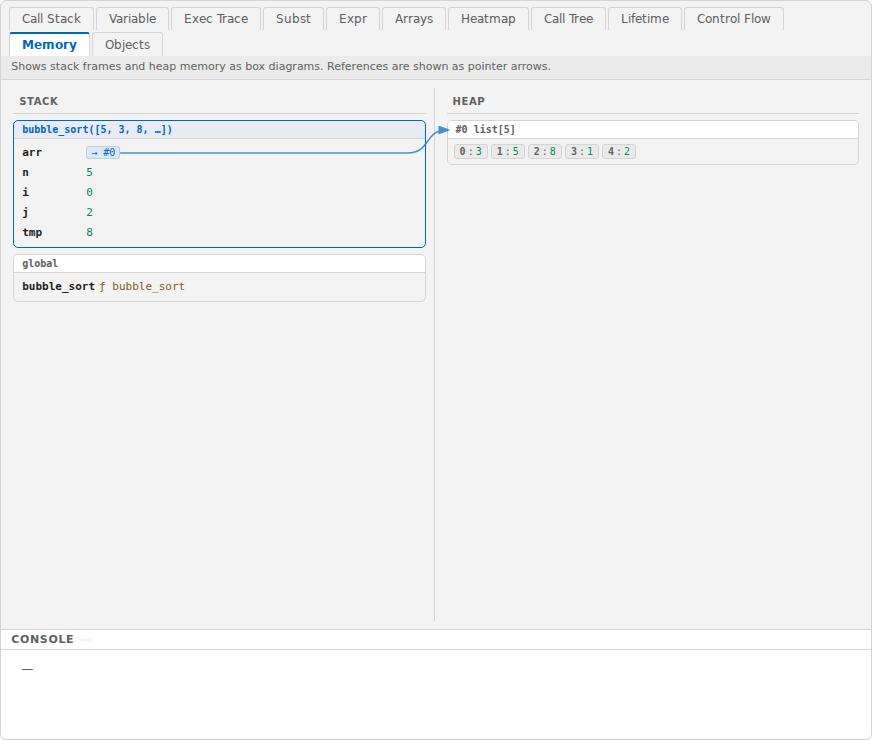 Call Stack Variable Exec Trace Subst Expr Arrays Heatmap Call Tree Lifetime Control Flow
Memory Objects
Shows stack frames and heap memory as box diagrams. References are shown as pointer arrows.
STACK
bubble_sort([5, 3, 8, …])
arr → #0
n 5
i 0
j 2
tmp 8
global
bubble_sort ƒ bubble_sort
HEAP
#0 list[5]
0:3 1:5 2:8 3:1 4:2
CONSOLE —
—